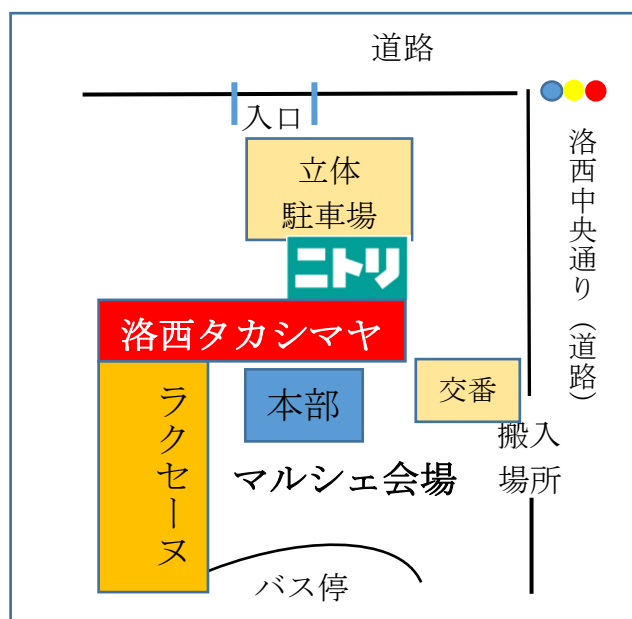 道路
入口
立体
駐車場
ニトリ
洛西中央通り（道路）
洛西タカシマヤ
本部
交番
搬入
場所
ラクセーヌ
マルシェ会場
バス停